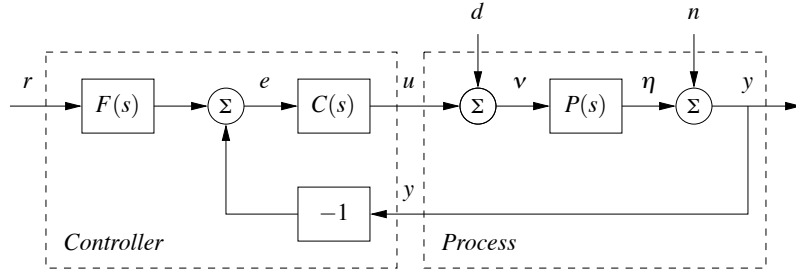 d
n
r
F(s)
Σ
e
C(s)
u
Σ
ν
P(s)
η
Σ
y
−1
y
Controller
Process